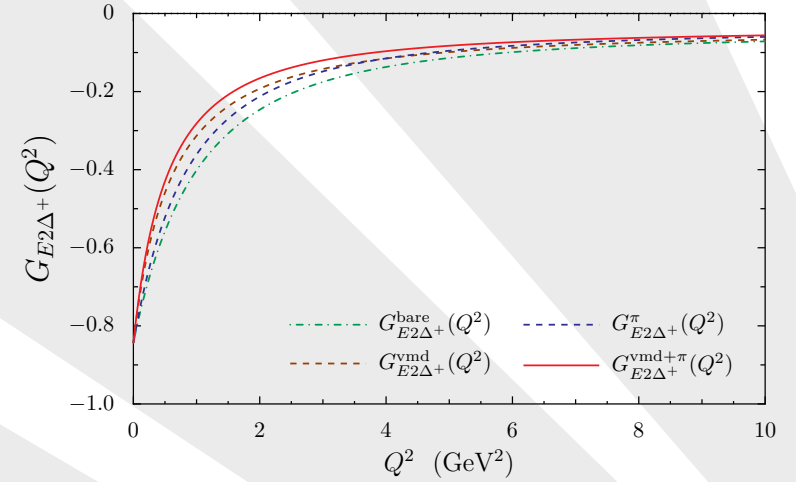 0
−0.2
−0.4
−0.6
−0.8
−1.0
G_{E2Δ^+}(Q^2)
G^{bare}_{E2Δ^+}(Q^2)
G^{π}_{E2Δ^+}(Q^2)
G^{vmd}_{E2Δ^+}(Q^2)
G^{vmd+π}_{E2Δ^+}(Q^2)
0 2 4 6 8 10
Q^2 (GeV^2)